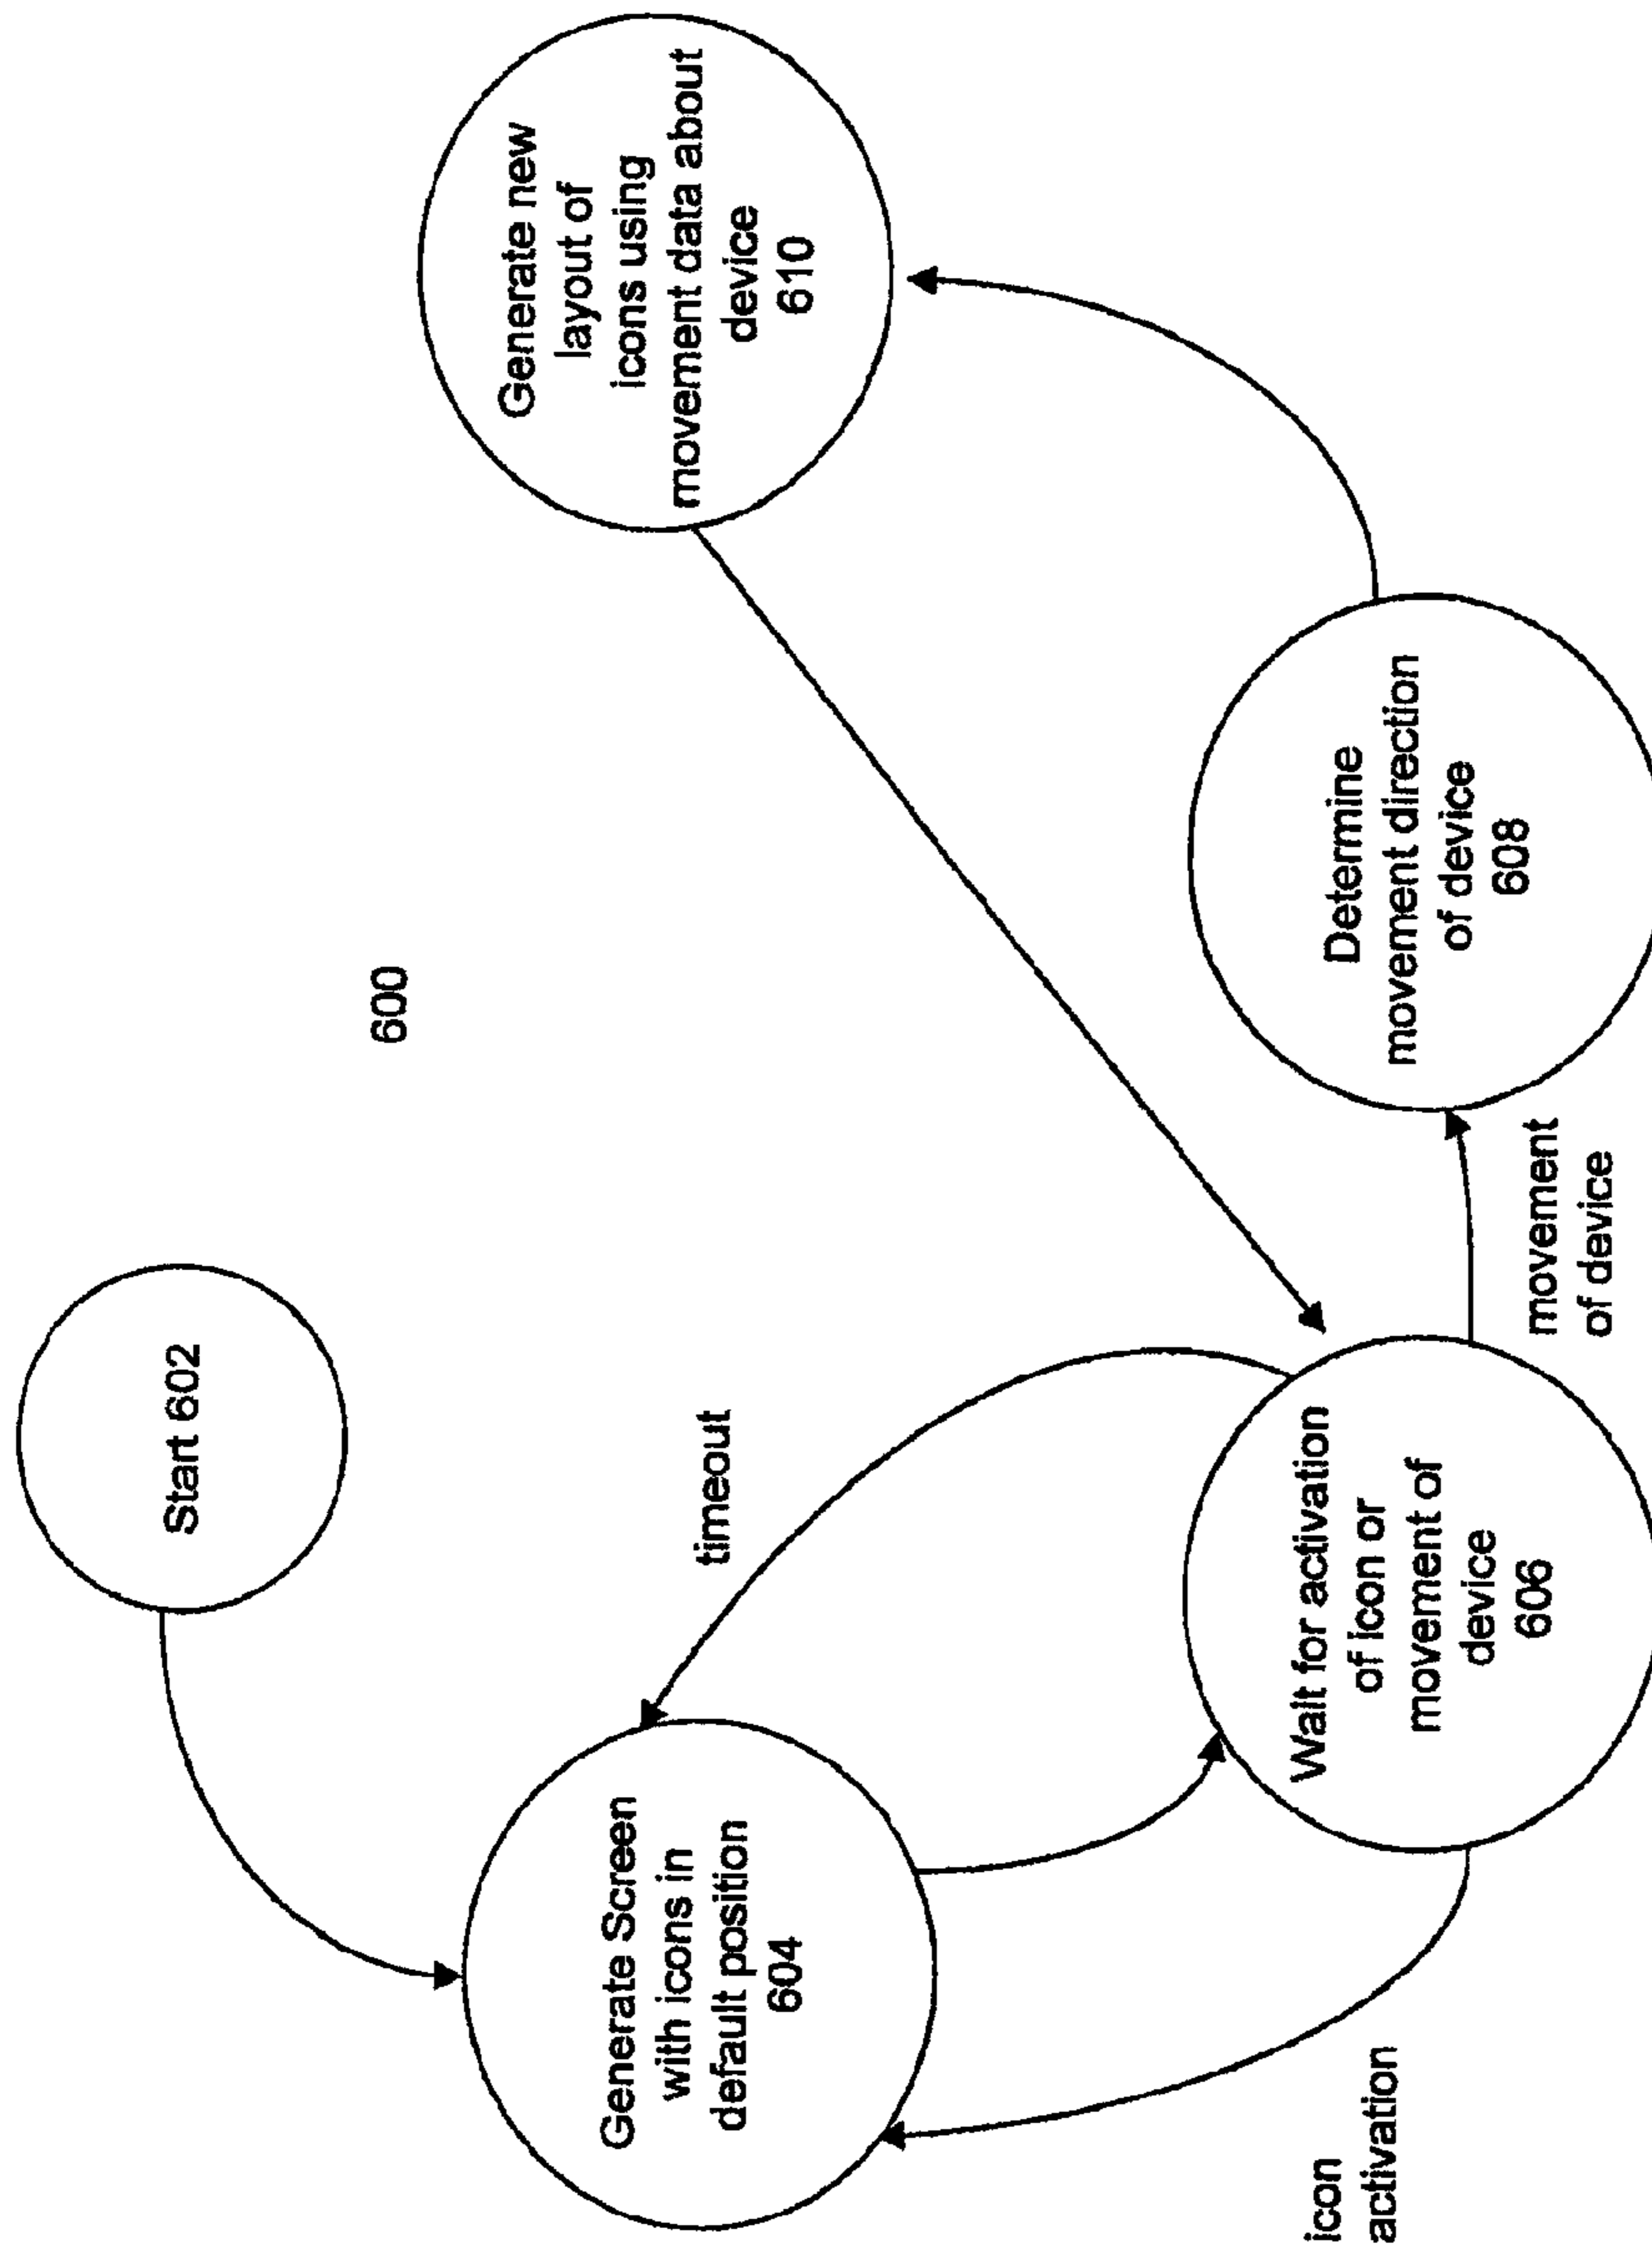 600
Start 602
Generate Screen
with icons in
default position
604
timeout
icon
activation
Wait for activation
of icon or
movement of
device
606
movement
of device
Determine
movement direction
of device
608
Generate new
layout of
icons using
movement data about
device
610